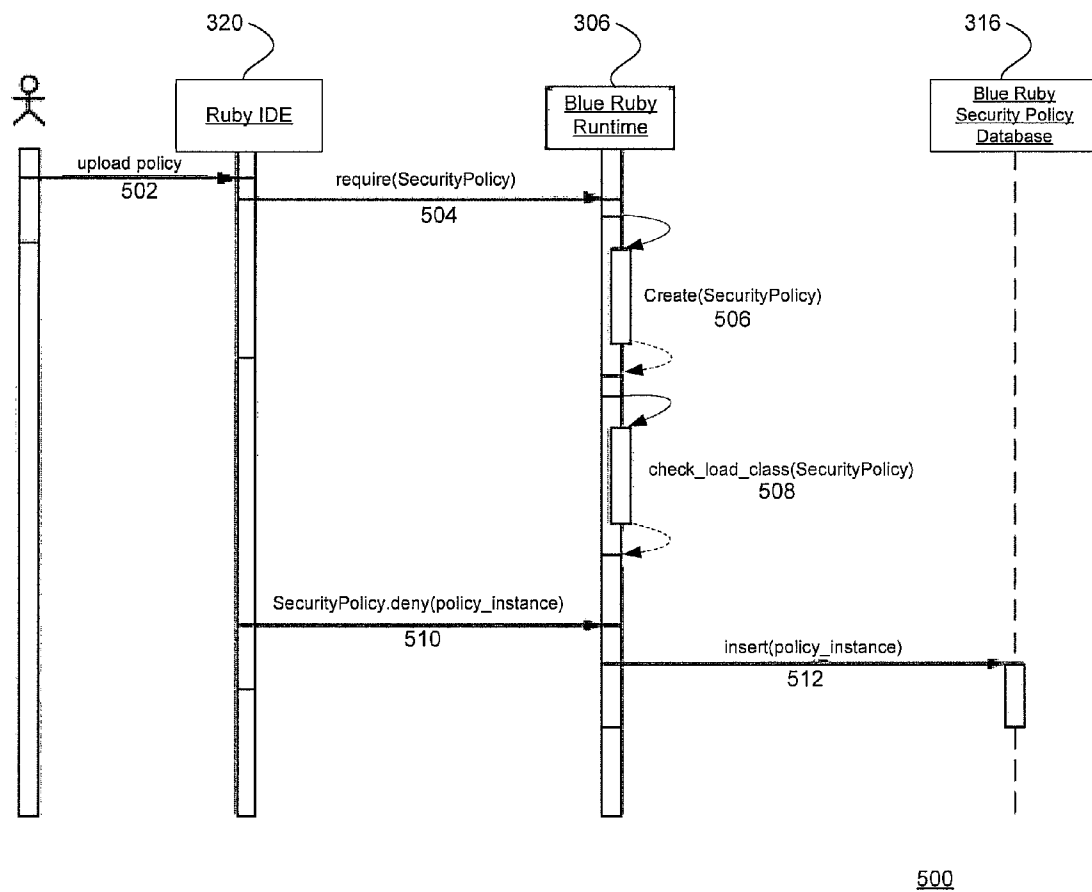 320
306
316
Ruby IDE
Blue Ruby
Runtime
Blue Ruby
Security Policy
Database
upload policy
502
require(SecurityPolicy)
504
Create(SecurityPolicy)
506
check_load_class(SecurityPolicy)
508
SecurityPolicy.deny(policy_instance)
510
insert(policy_instance)
512
500